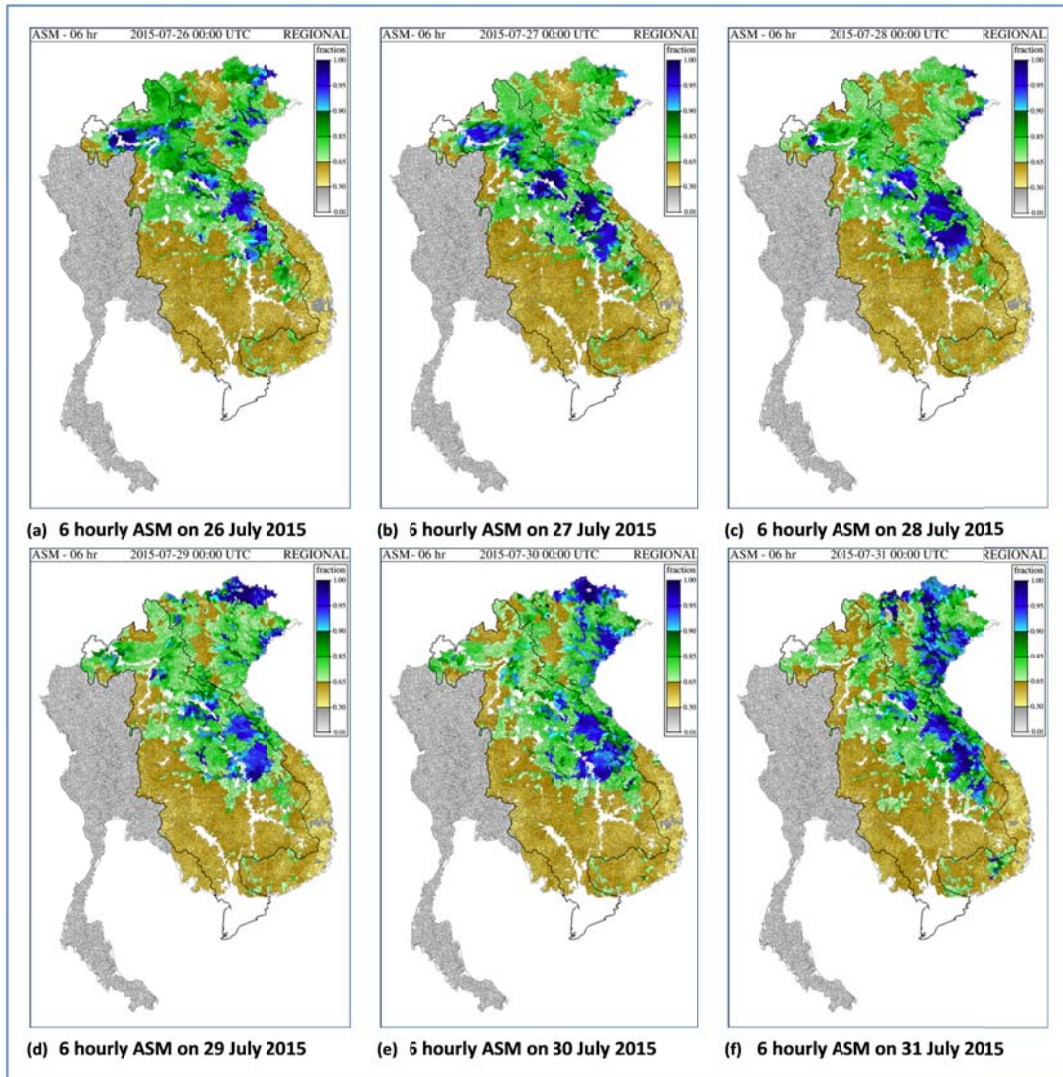 ASM - 06 hr 2015-07-26 00:00 UTC REGIONAL
fraction
1.00
0.95
0.90
0.85
0.65
0.30
0.01
(a) 6 hourly ASM on 26 July 2015
ASM - 06 hr 2015-07-27 00:00 UTC REGIONAL
fraction
1.00
0.95
0.90
0.85
0.65
0.30
0.01
(b) 6 hourly ASM on 27 July 2015
ASM - 06 hr 2015-07-28 00:00 UTC REGIONAL
fraction
1.00
0.95
0.90
0.85
0.65
0.30
0.01
(c) 6 hourly ASM on 28 July 2015
ASM - 06 hr 2015-07-29 00:00 UTC REGIONAL
fraction
1.00
0.95
0.90
0.85
0.65
0.30
0.01
(d) 6 hourly ASM on 29 July 2015
ASM - 06 hr 2015-07-30 00:00 UTC REGIONAL
fraction
1.00
0.95
0.90
0.85
0.65
0.30
0.01
(e) 6 hourly ASM on 30 July 2015
ASM - 06 hr 2015-07-31 00:00 UTC REGIONAL
fraction
1.00
0.95
0.90
0.85
0.65
0.30
0.01
(f) 6 hourly ASM on 31 July 2015